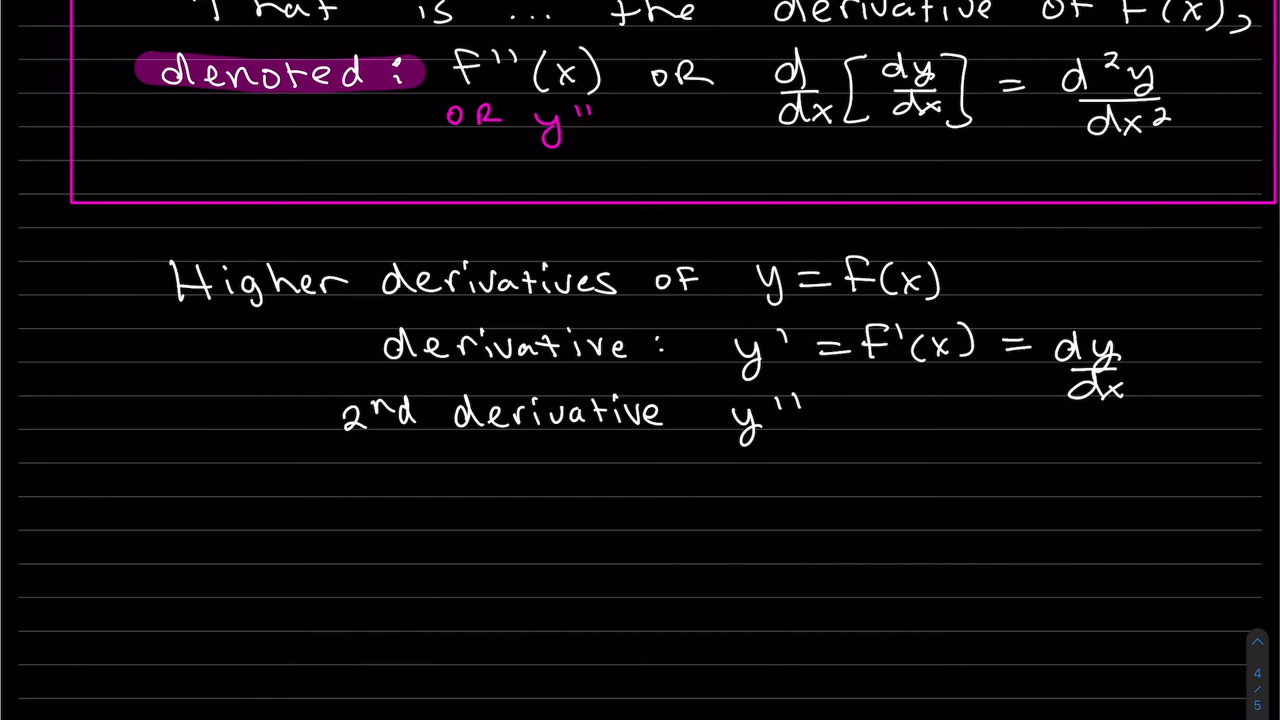 That is ... the derivative of f(x),
denoted: f''(x) OR d/dx [dy/dx] = d²y/dx²
OR y''
Higher derivatives of y = f(x)
derivative: y' = f'(x) = dy/dx
2nd derivative y''
4/5